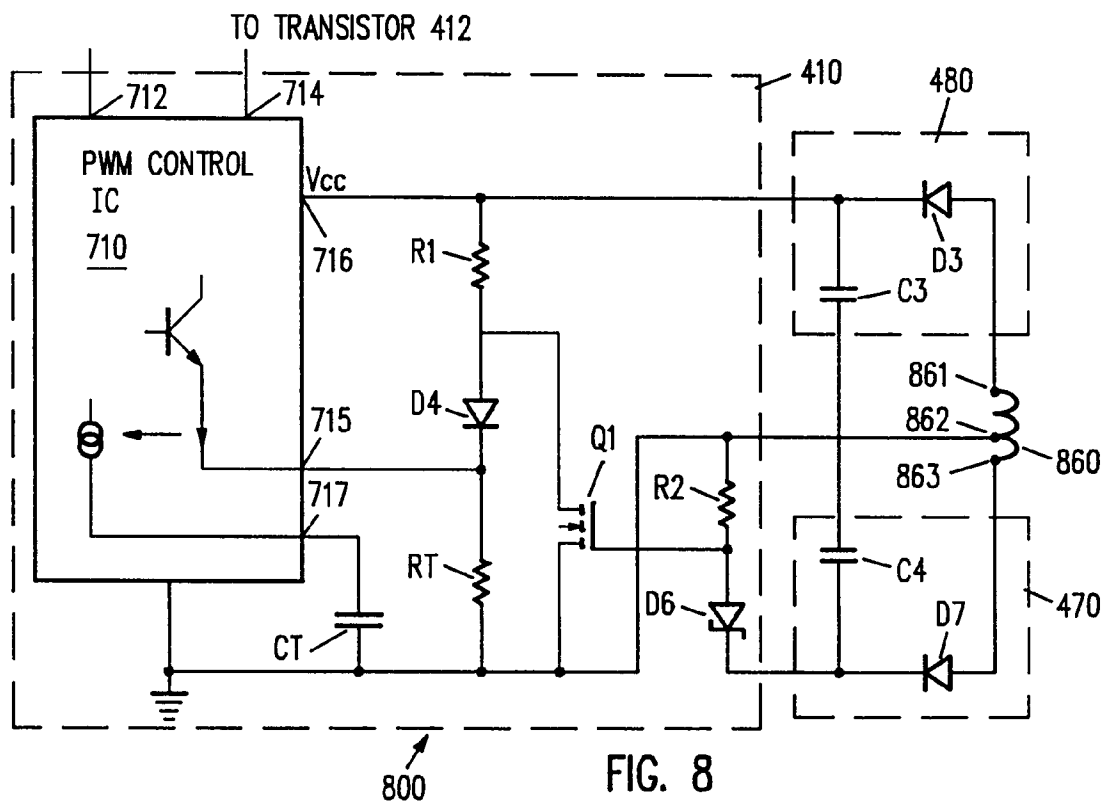 TO TRANSISTOR 412
410
480
712
714
PWM CONTROL
IC
710
Vcc
716
R1
D3
C3
861
862
860
863
D4
715
Q1
R2
717
RT
C4
470
D6
D7
CT
800
FIG. 8